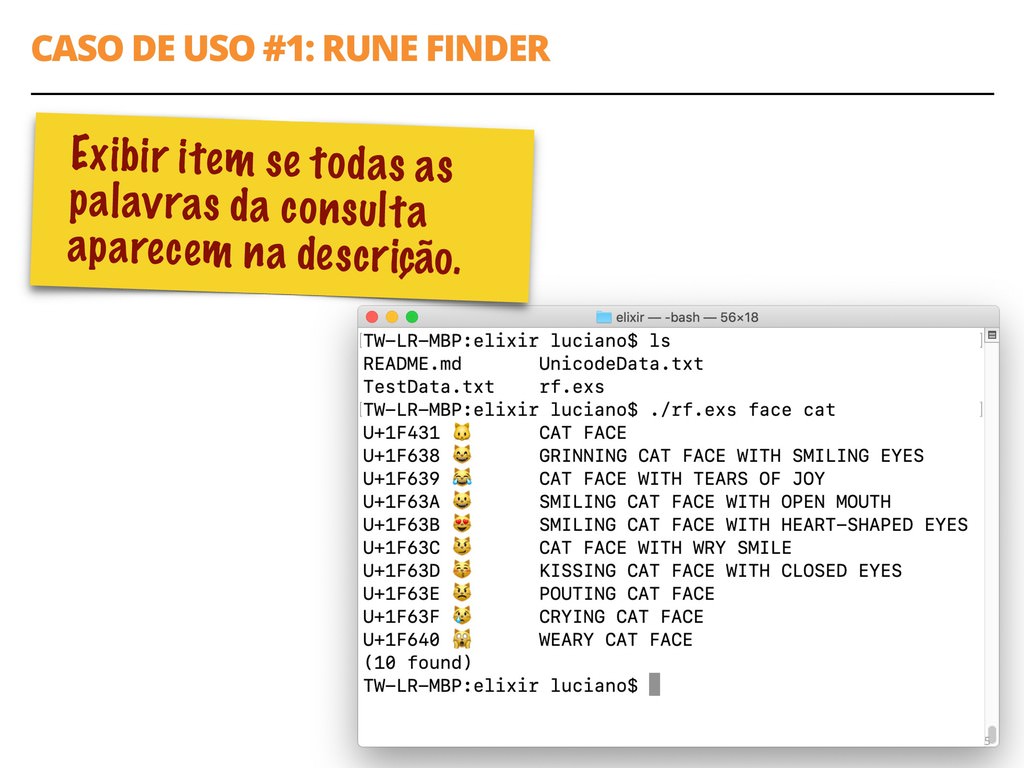 CASO DE USO #1: RUNE FINDER
Exibir item se todas as
palavras da consulta
aparecem na descrição.
elixir — -bash — 56×18
[TW-LR-MBP:elixir luciano$ ls ]
README.md UnicodeData.txt
TestData.txt rf.exs
[TW-LR-MBP:elixir luciano$ ./rf.exs face cat ]
U+1F431 🐱 CAT FACE
U+1F638 😸 GRINNING CAT FACE WITH SMILING EYES
U+1F639 😹 CAT FACE WITH TEARS OF JOY
U+1F63A 😺 SMILING CAT FACE WITH OPEN MOUTH
U+1F63B 😻 SMILING CAT FACE WITH HEART-SHAPED EYES
U+1F63C 😼 CAT FACE WITH WRY SMILE
U+1F63D 😽 KISSING CAT FACE WITH CLOSED EYES
U+1F63E 😾 POUTING CAT FACE
U+1F63F 😿 CRYING CAT FACE
U+1F640 🙀 WEARY CAT FACE
(10 found)
TW-LR-MBP:elixir luciano$
5